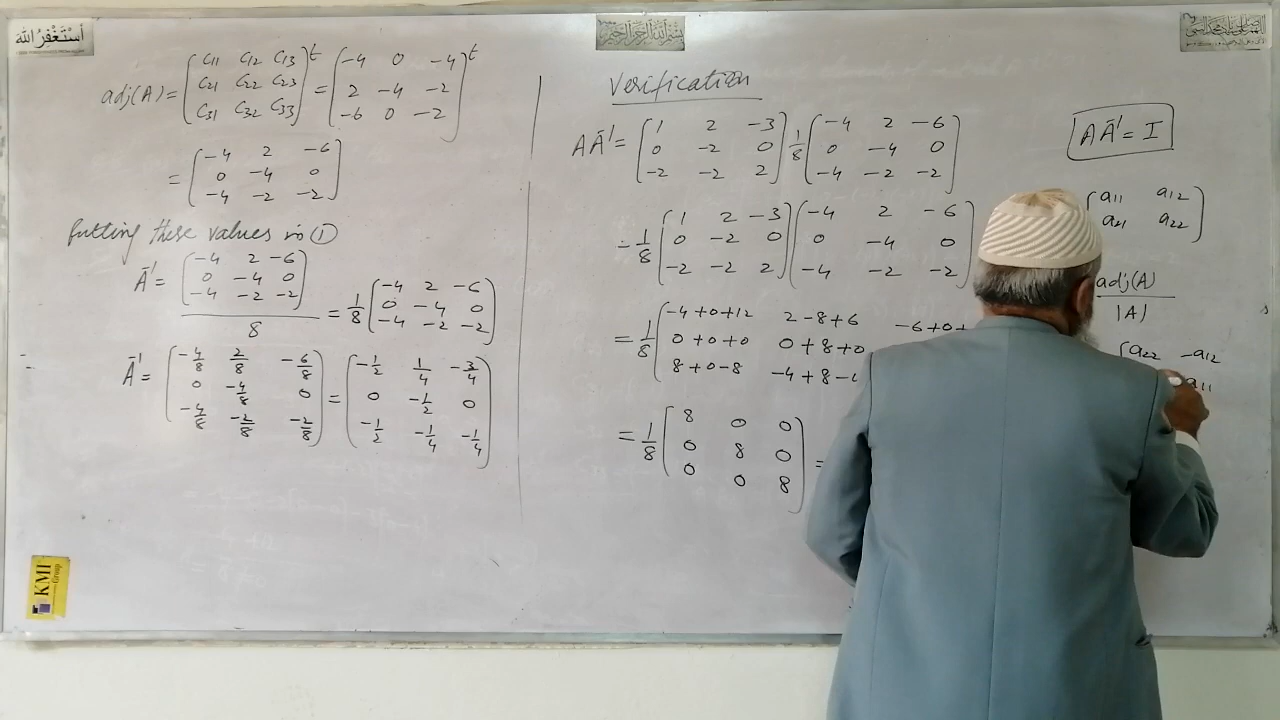 أستغفر الله
بسم الله الرحمن الرحيم
adj(A) = (C11 C12 C13)t = (-4 0 -4)t
C21 C22 C23 2 -4 -2
C31 C32 C33 -6 0 -2
= (-4 2 -6)
0 -4 0
-4 -2 -2
Putting these values in ①
A⁻¹ = (-4 2 -6)
0 -4 0
-4 -2 -2
8
= 1/8 (-4 2 -6)
0 -4 0
-4 -2 -2
A⁻¹ = (-4/8 2/8 -6/8) = (-1/2 1/4 -3/4)
0 -4/8 0 0 -1/2 0
-4/8 -2/8 -2/8 -1/2 -1/4 -1/4
KMI
Group
Verification
AA⁻¹ = (1 2 -3) 1/8 (-4 2 -6)
0 -2 0 0 -4 0
-2 -2 2 -4 -2 -2
= 1/8 (1 2 -3) (-4 2 -6)
0 -2 0 0 -4 0
-2 -2 2 -4 -2 -2
= 1/8 (-4+0+12 2-8+6 -6+0+
0+0+0 0+8+0
8+0-8 -4+8-
= 1/8 (8 0 0) =
0 8 0
0 0 8
AA⁻¹ = I
(a11 a12)
a21 a22
adj(A)
|A|
(a22 -a12
a11